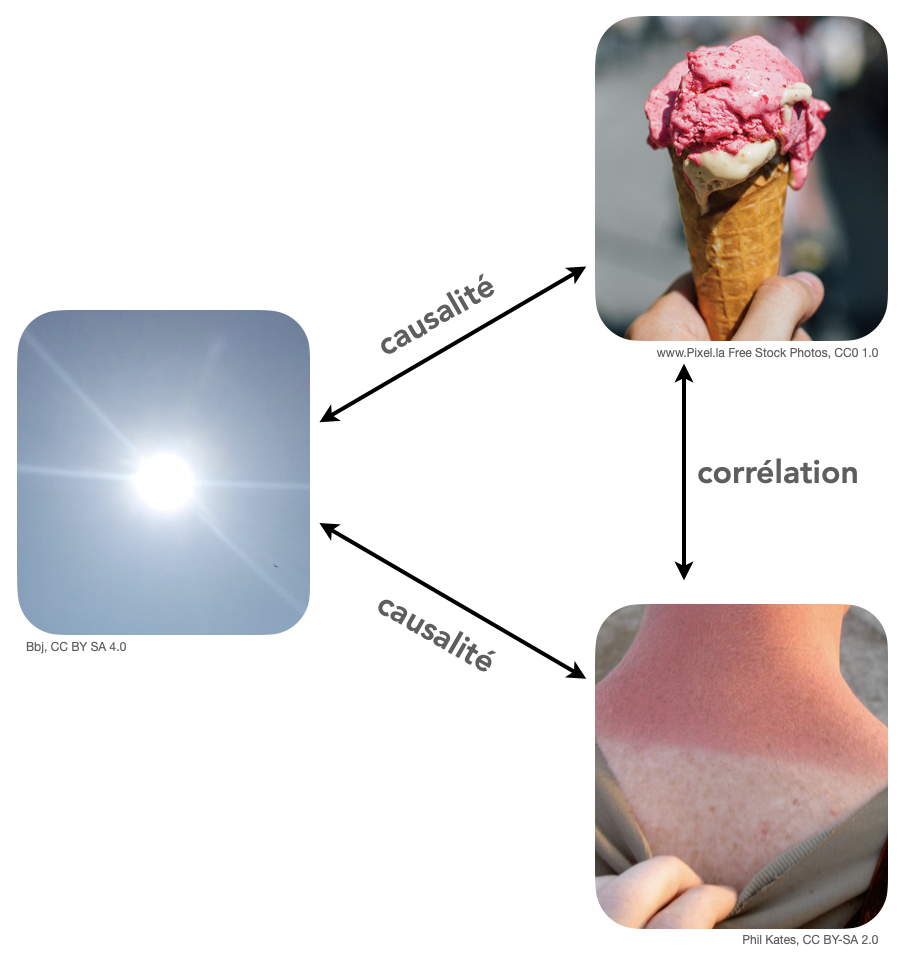 causalité
www.Pixel.la Free Stock Photos, CC0 1.0
corrélation
Bbj, CC BY SA 4.0
causalité
Phil Kates, CC BY-SA 2.0